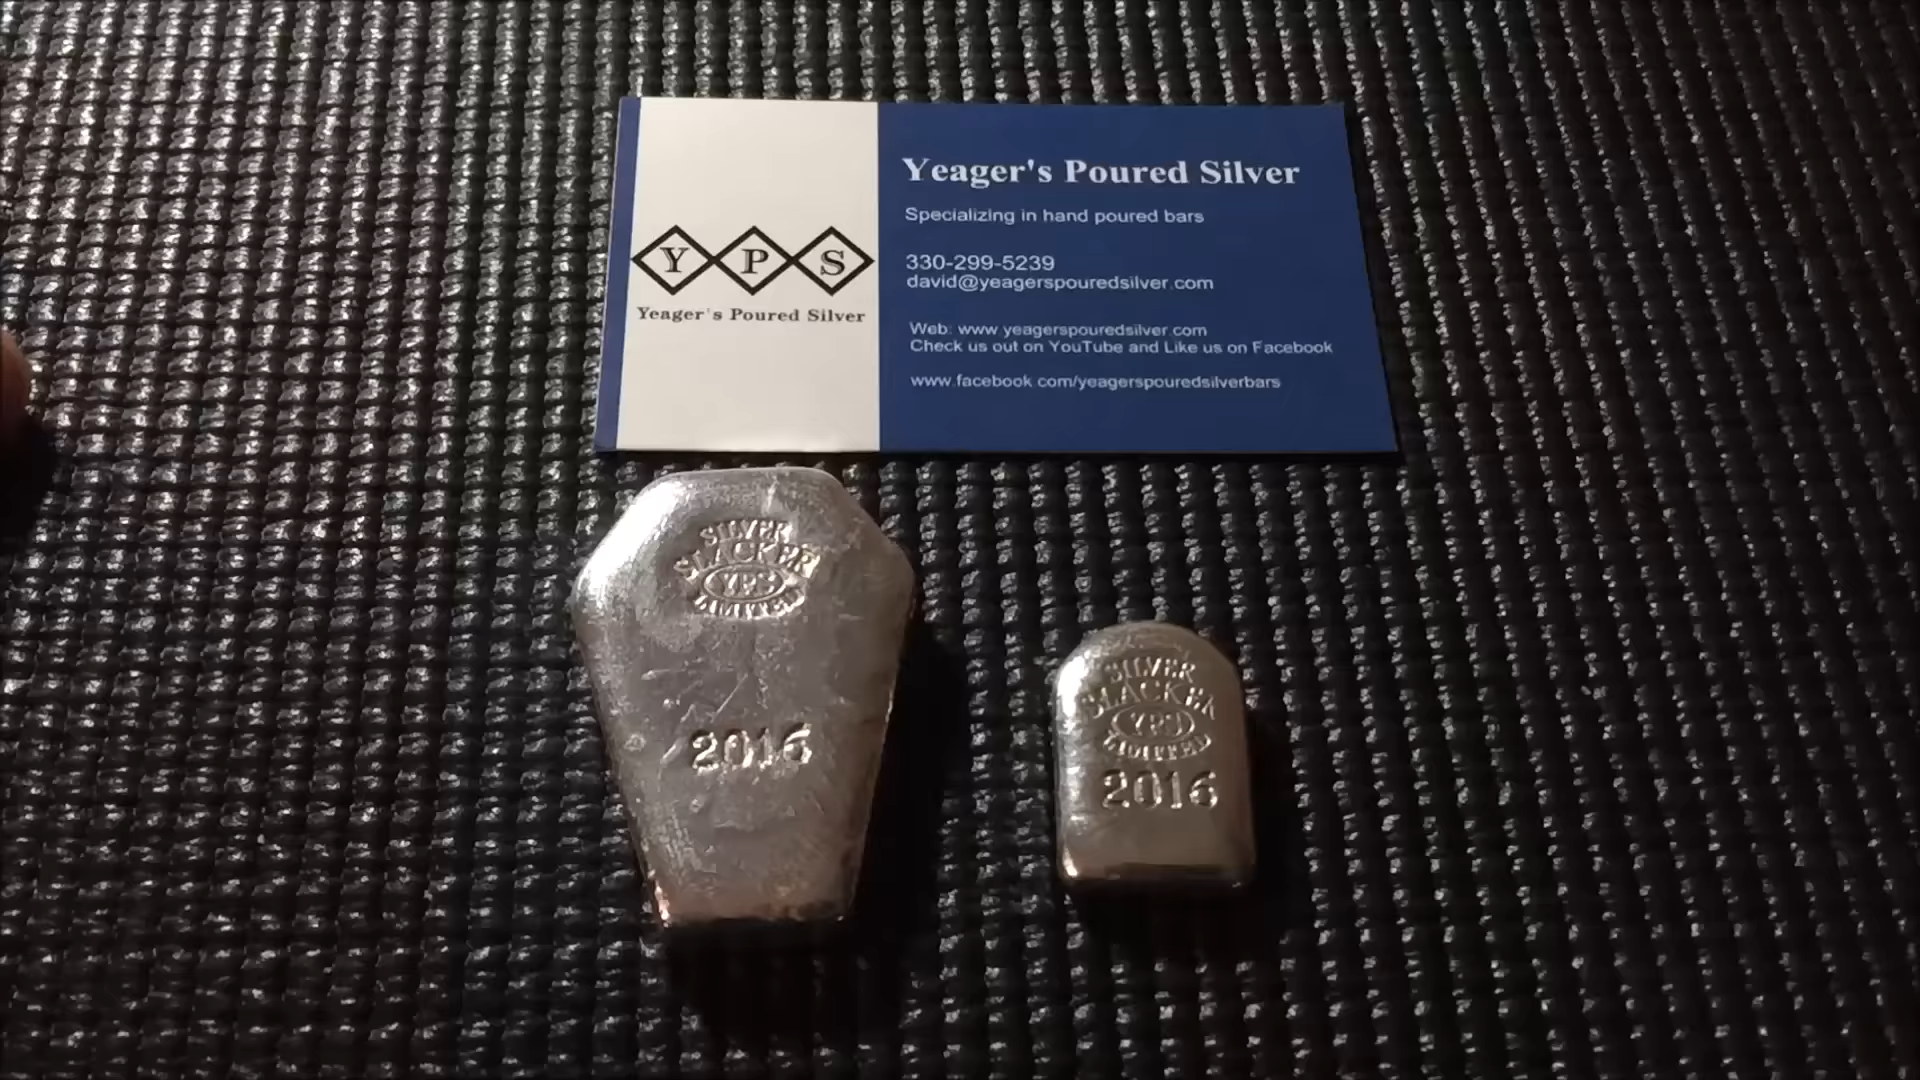 Y P S
Yeager's Poured Silver
Yeager's Poured Silver
Specializing in hand poured bars
330-299-5239
david@yeagerspouredsilver.com
Web: www.yeagerspouredsilver.com
Check us out on YouTube and Like us on Facebook
www.facebook.com/yeagerspouredsilverbars
SILVER
SLACKER
YPS
LIMITED
2016
SILVER
SLACKER
YPS
LIMITED
2016